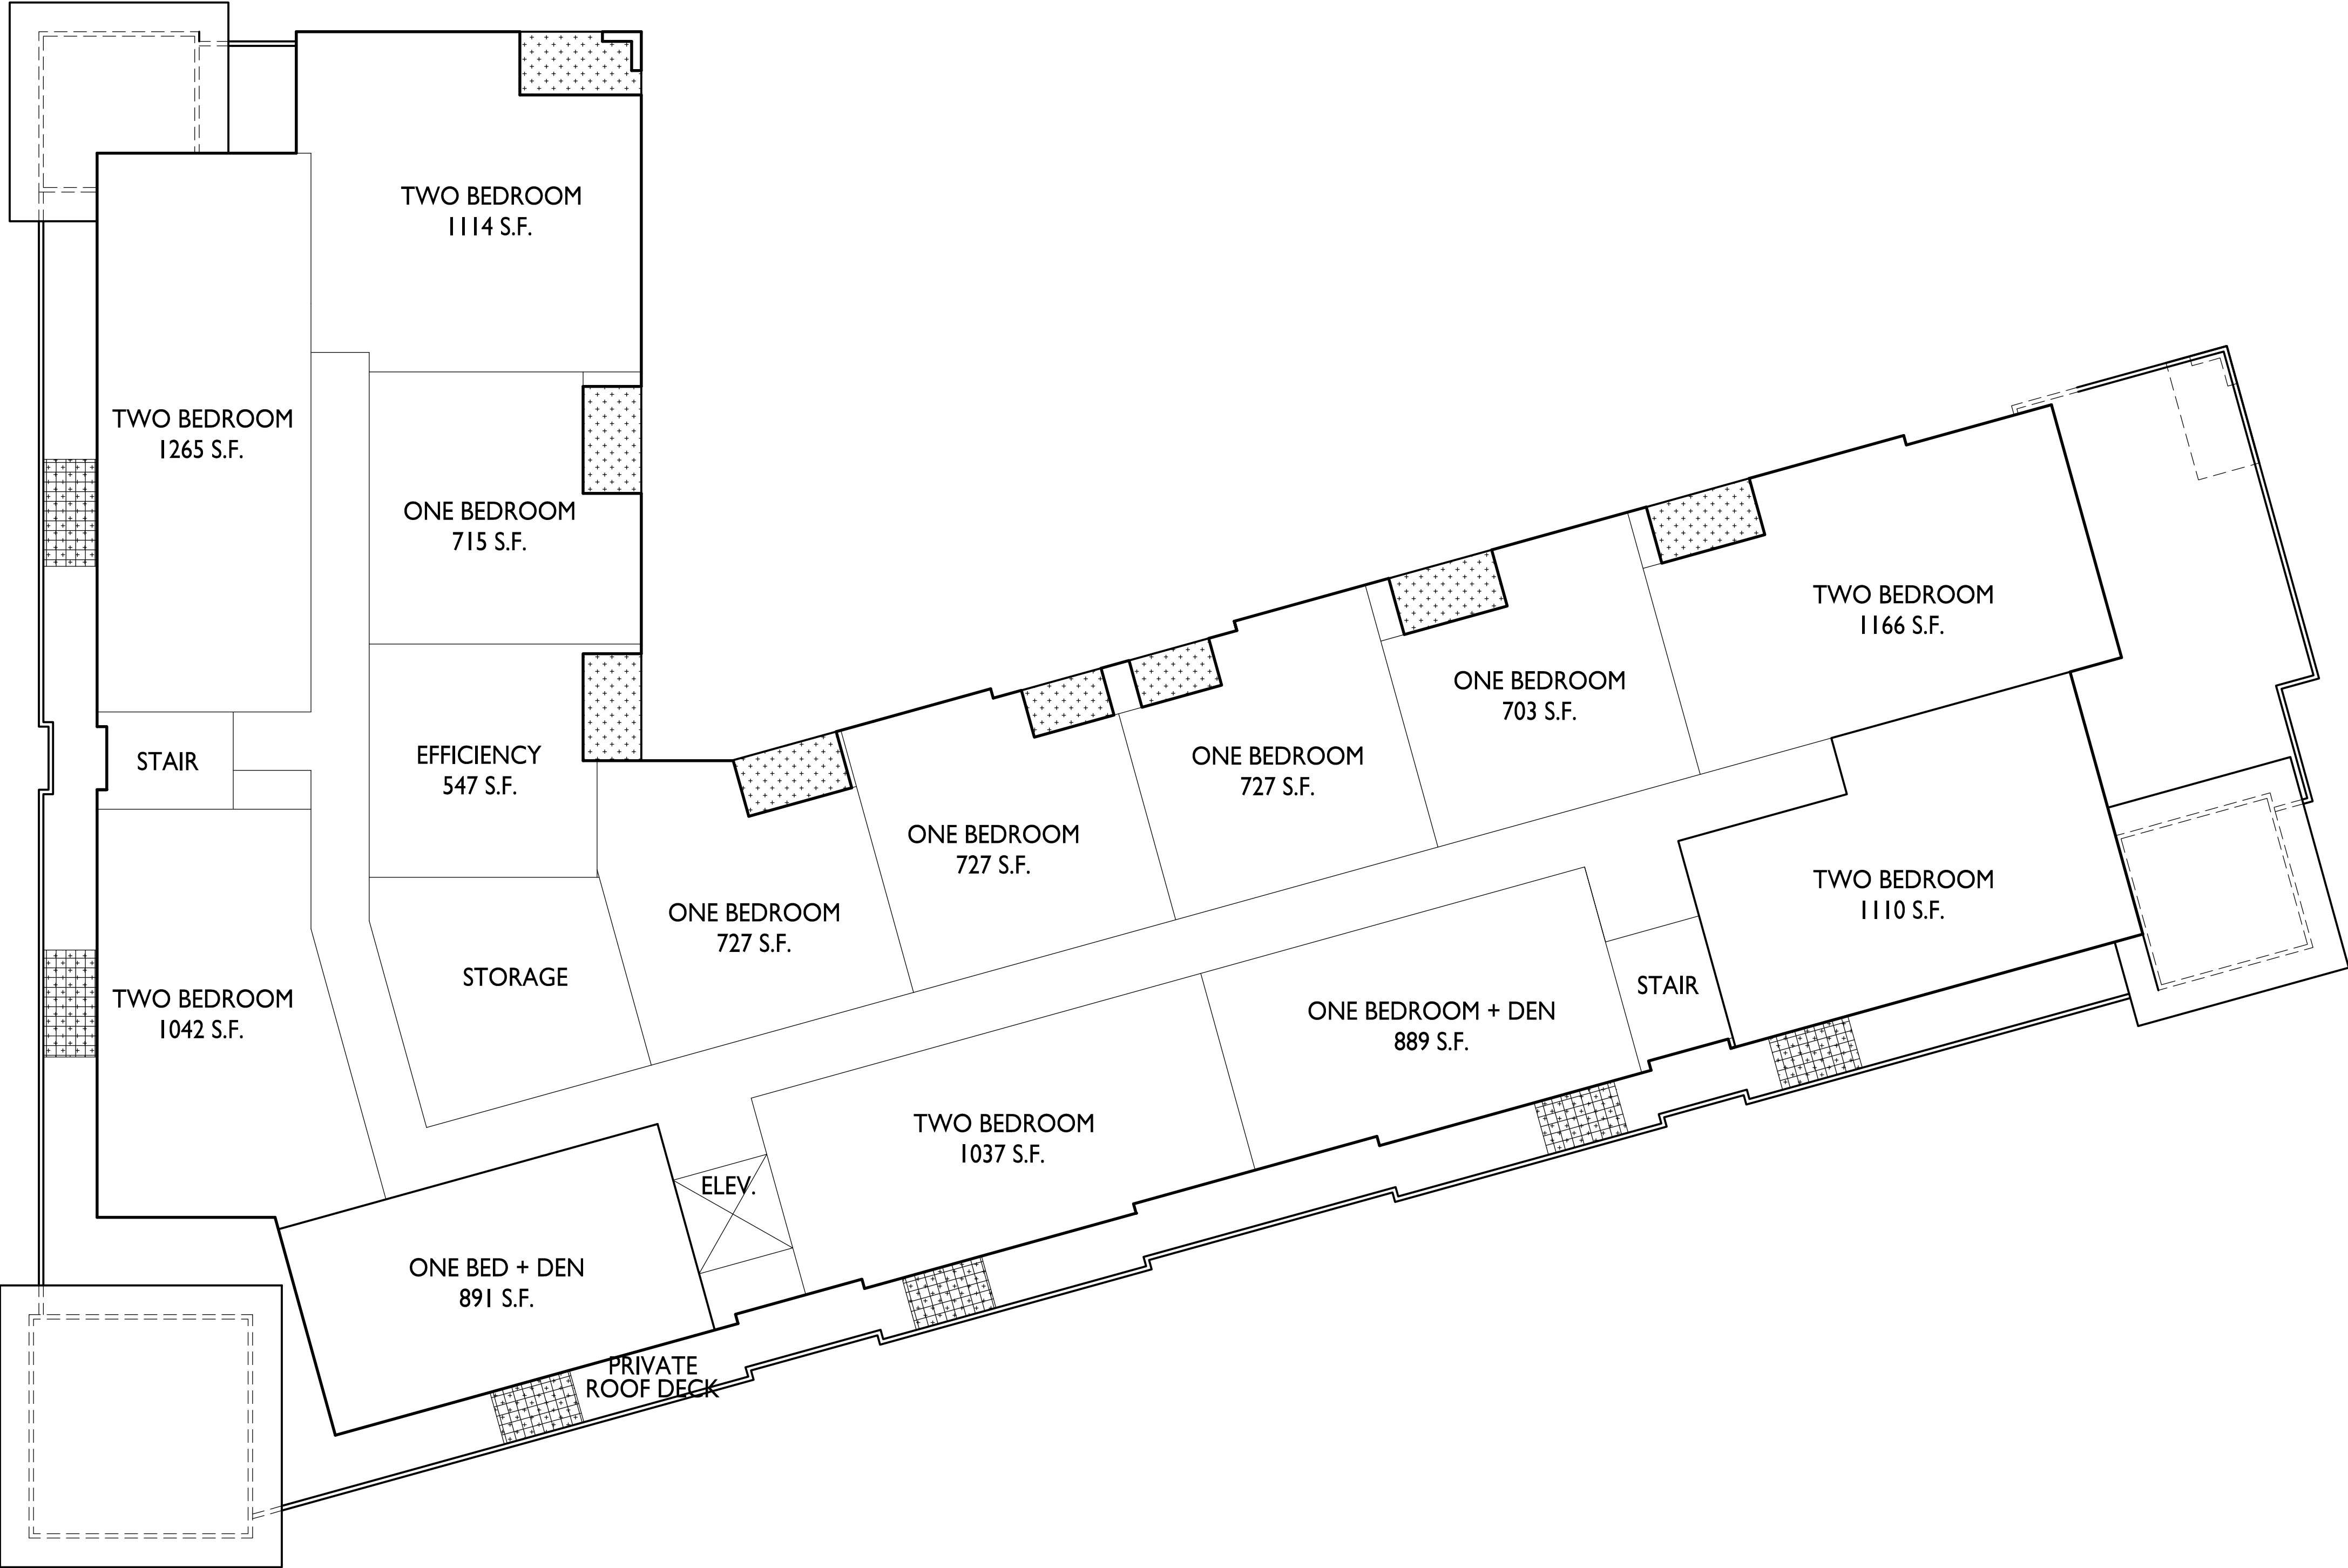 TWO BEDROOM
1114 S.F.
TWO BEDROOM
1265 S.F.
ONE BEDROOM
715 S.F.
STAIR
EFFICIENCY
547 S.F.
TWO BEDROOM
1166 S.F.
ONE BEDROOM
703 S.F.
ONE BEDROOM
727 S.F.
ONE BEDROOM
727 S.F.
ONE BEDROOM
727 S.F.
TWO BEDROOM
1110 S.F.
STORAGE
STAIR
TWO BEDROOM
1042 S.F.
ONE BEDROOM + DEN
889 S.F.
TWO BEDROOM
1037 S.F.
ELEV.
ONE BED + DEN
891 S.F.
PRIVATE
ROOF DECK